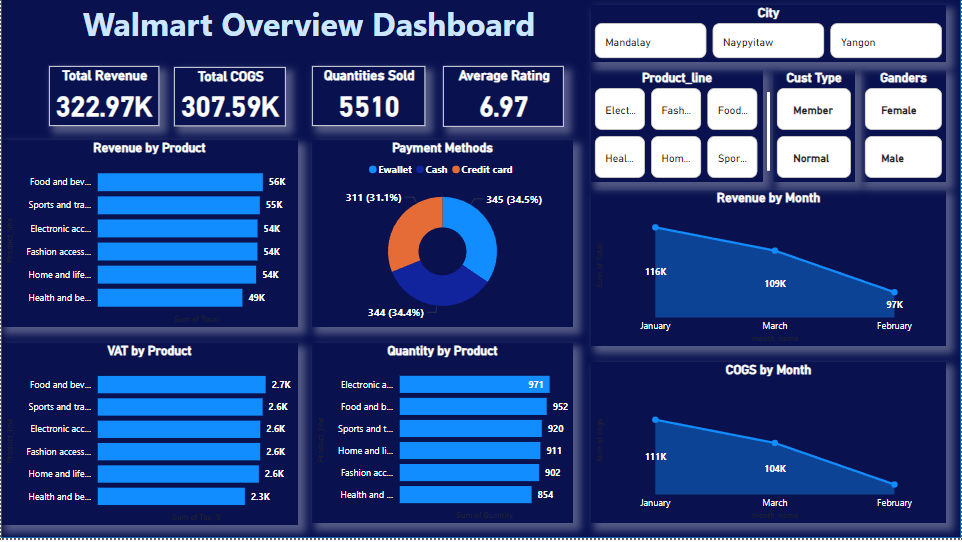 Walmart Overview Dashboard
Total Revenue
322.97K
Total COGS
307.59K
Quantities Sold
5510
Average Rating
6.97
City
Mandalay
Naypyitaw
Yangon
Product_line
Elect...
Fash...
Food...
Heal...
Hom...
Spor...
Cust Type
Member
Normal
Ganders
Female
Male
Revenue by Product
Food and bev... 56K
Sports and tra... 55K
Electronic acc... 54K
Fashion access... 54K
Home and life... 54K
Health and be... 49K
Payment Methods
Ewallet Cash Credit card
311 (31.1%)
345 (34.5%)
344 (34.4%)
Revenue by Month
116K
109K
97K
January March February
VAT by Product
Food and bev... 2.7K
Sports and tra... 2.6K
Electronic acc... 2.6K
Fashion access... 2.6K
Home and life... 2.6K
Health and be... 2.3K
Quantity by Product
Electronic a... 971
Food and b... 952
Sports and t... 920
Home and li... 911
Fashion acc... 902
Health and ... 854
COGS by Month
111K
104K
January March February